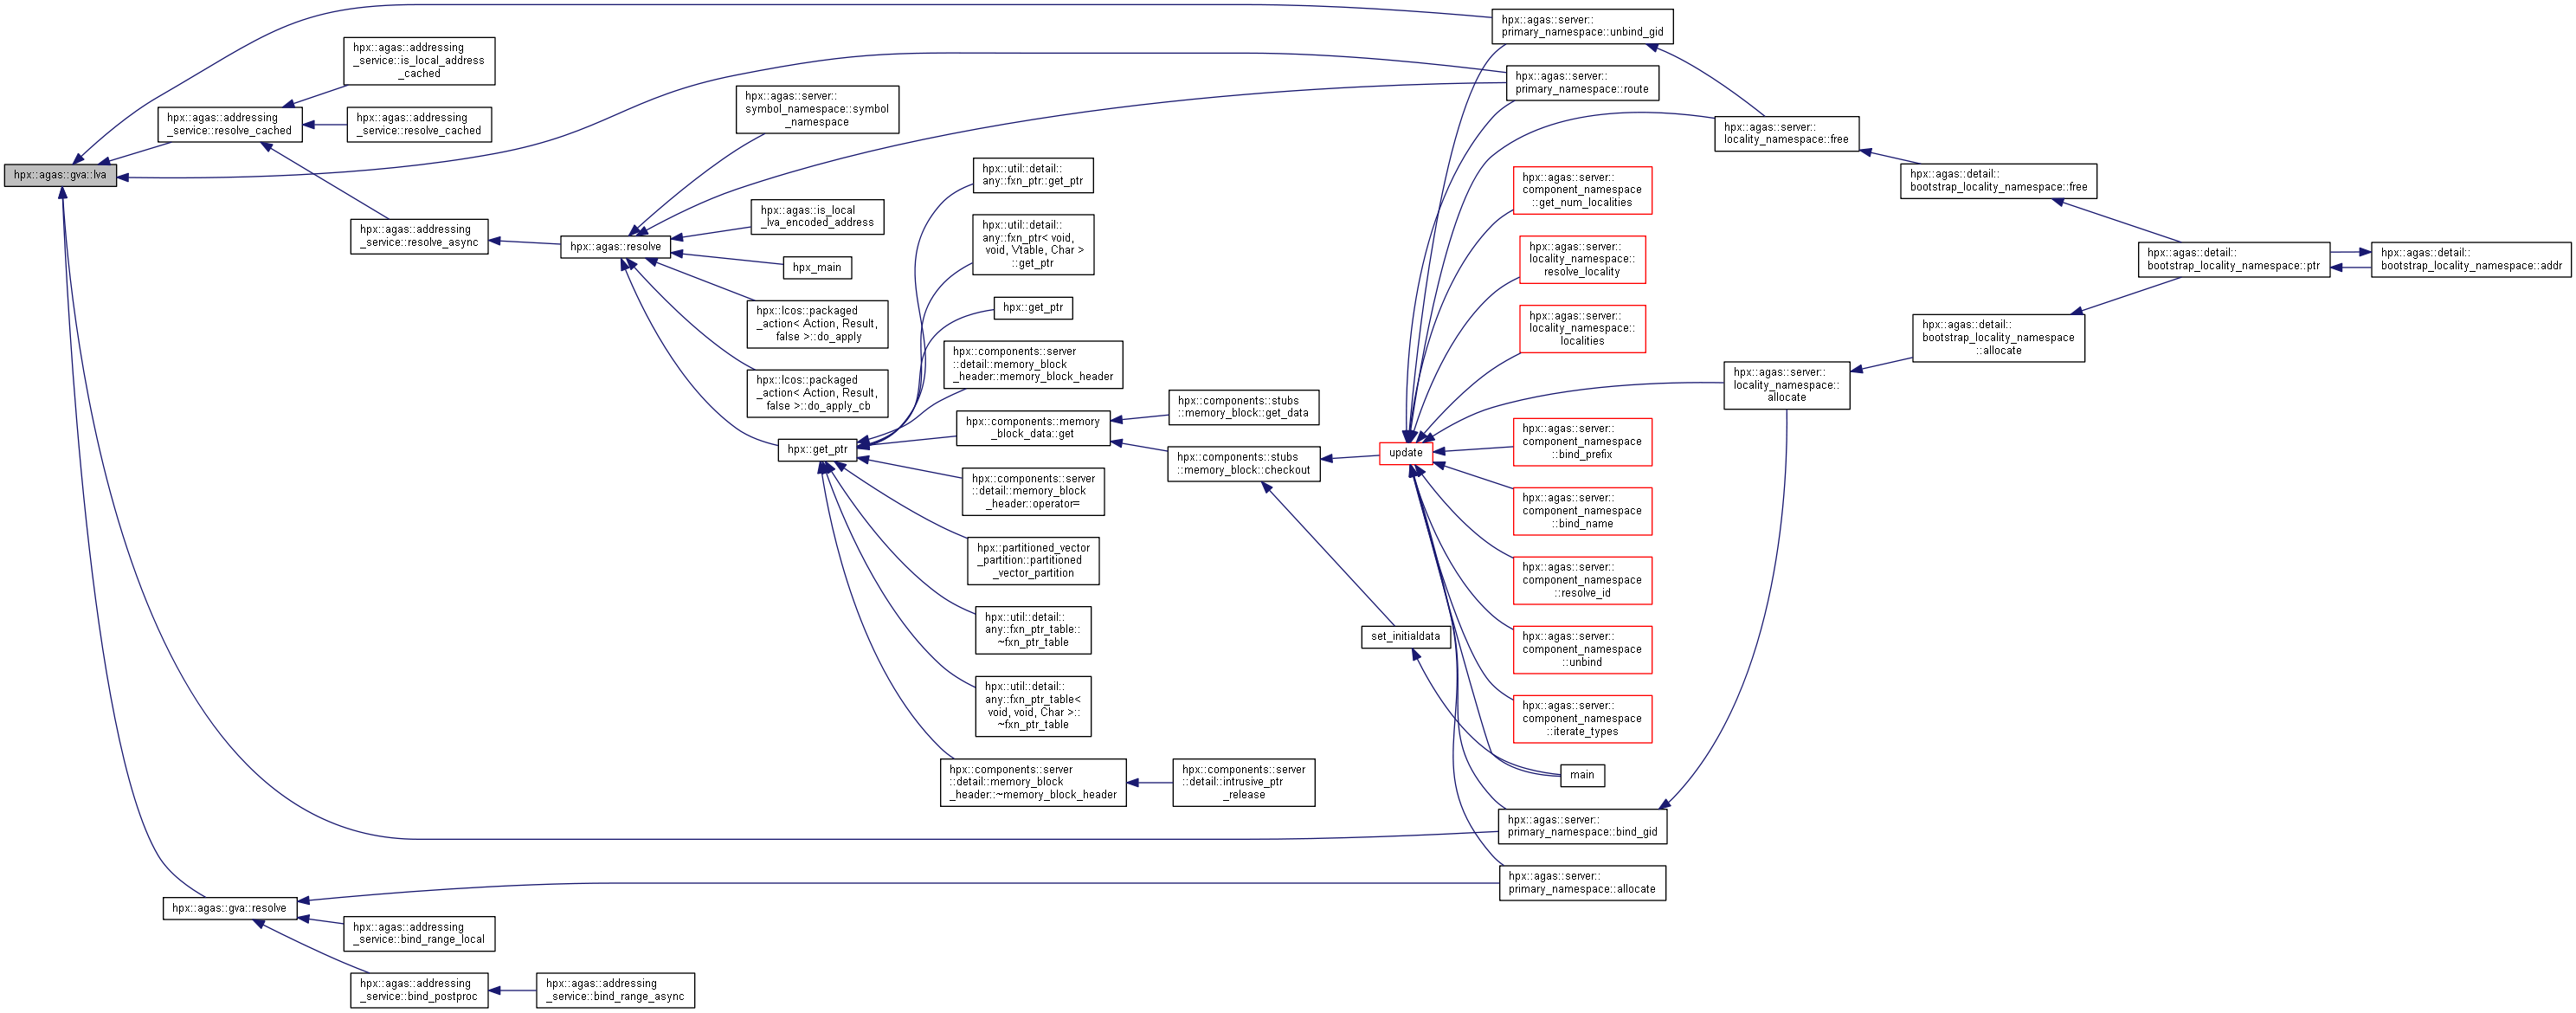 hpx::agas::gva::lva
hpx::agas::addressing
_service::resolve_cached
hpx::agas::addressing
_service::is_local_address
_cached
hpx::agas::addressing
_service::resolve_cached
hpx::agas::addressing
_service::resolve_async
hpx::agas::resolve
hpx::agas::server::
symbol_namespace::symbol
_namespace
hpx::agas::is_local
_lva_encoded_address
hpx_main
hpx::lcos::packaged
_action< Action, Result,
false >::do_apply
hpx::lcos::packaged
_action< Action, Result,
false >::do_apply_cb
hpx::get_ptr
hpx::util::detail::
any::fxn_ptr::get_ptr
hpx::util::detail::
any::fxn_ptr< void,
void, Vtable, Char >
::get_ptr
hpx::get_ptr
hpx::components::server
::detail::memory_block
_header::memory_block_header
hpx::components::memory
_block_data::get
hpx::components::server
::detail::memory_block
_header::operator=
hpx::partitioned_vector
_partition::partitioned
_vector_partition
hpx::util::detail::
any::fxn_ptr_table::
~fxn_ptr_table
hpx::util::detail::
any::fxn_ptr_table<
void, void, Char >::
~fxn_ptr_table
hpx::components::server
::detail::memory_block
_header::~memory_block_header
hpx::components::server
::detail::intrusive_ptr
_release
hpx::components::stubs
::memory_block::get_data
hpx::components::stubs
::memory_block::checkout
set_initialdata
update
hpx::agas::server::
primary_namespace::unbind_gid
hpx::agas::server::
primary_namespace::route
hpx::agas::server::
component_namespace
::get_num_localities
hpx::agas::server::
locality_namespace::
resolve_locality
hpx::agas::server::
locality_namespace::
localities
hpx::agas::server::
component_namespace
::bind_prefix
hpx::agas::server::
component_namespace
::bind_name
hpx::agas::server::
component_namespace
::resolve_id
hpx::agas::server::
component_namespace
::unbind
hpx::agas::server::
component_namespace
::iterate_types
main
hpx::agas::server::
primary_namespace::bind_gid
hpx::agas::server::
primary_namespace::allocate
hpx::agas::server::
locality_namespace::free
hpx::agas::server::
locality_namespace::
allocate
hpx::agas::detail::
bootstrap_locality_namespace::free
hpx::agas::detail::
bootstrap_locality_namespace
::allocate
hpx::agas::detail::
bootstrap_locality_namespace::ptr
hpx::agas::detail::
bootstrap_locality_namespace::addr
hpx::agas::gva::resolve
hpx::agas::addressing
_service::bind_range_local
hpx::agas::addressing
_service::bind_postproc
hpx::agas::addressing
_service::bind_range_async